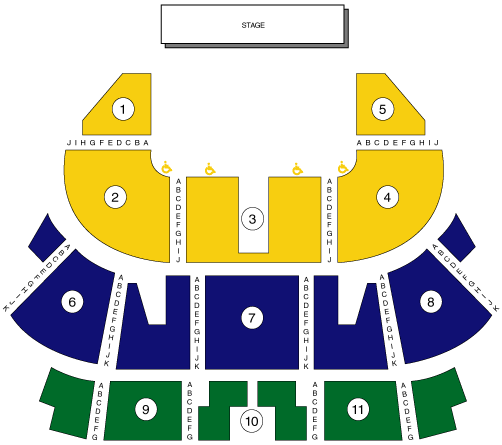 STAGE
1
5
J I H G F E D C B A
A B C D E F G H I J
2
A B C D E F G H I J
3
A B C D E F G H I J
4
A B C D E F G H I J K
6
A B C D E F G H I J K
A B C D E F G H I J K
7
A B C D E F G H I J K
A B C D E F G H I J K
8
A B C D E F G H I J K
A B C D E F G
9
A B C D E F G
10
A B C D E F G
11
A B C D E F G